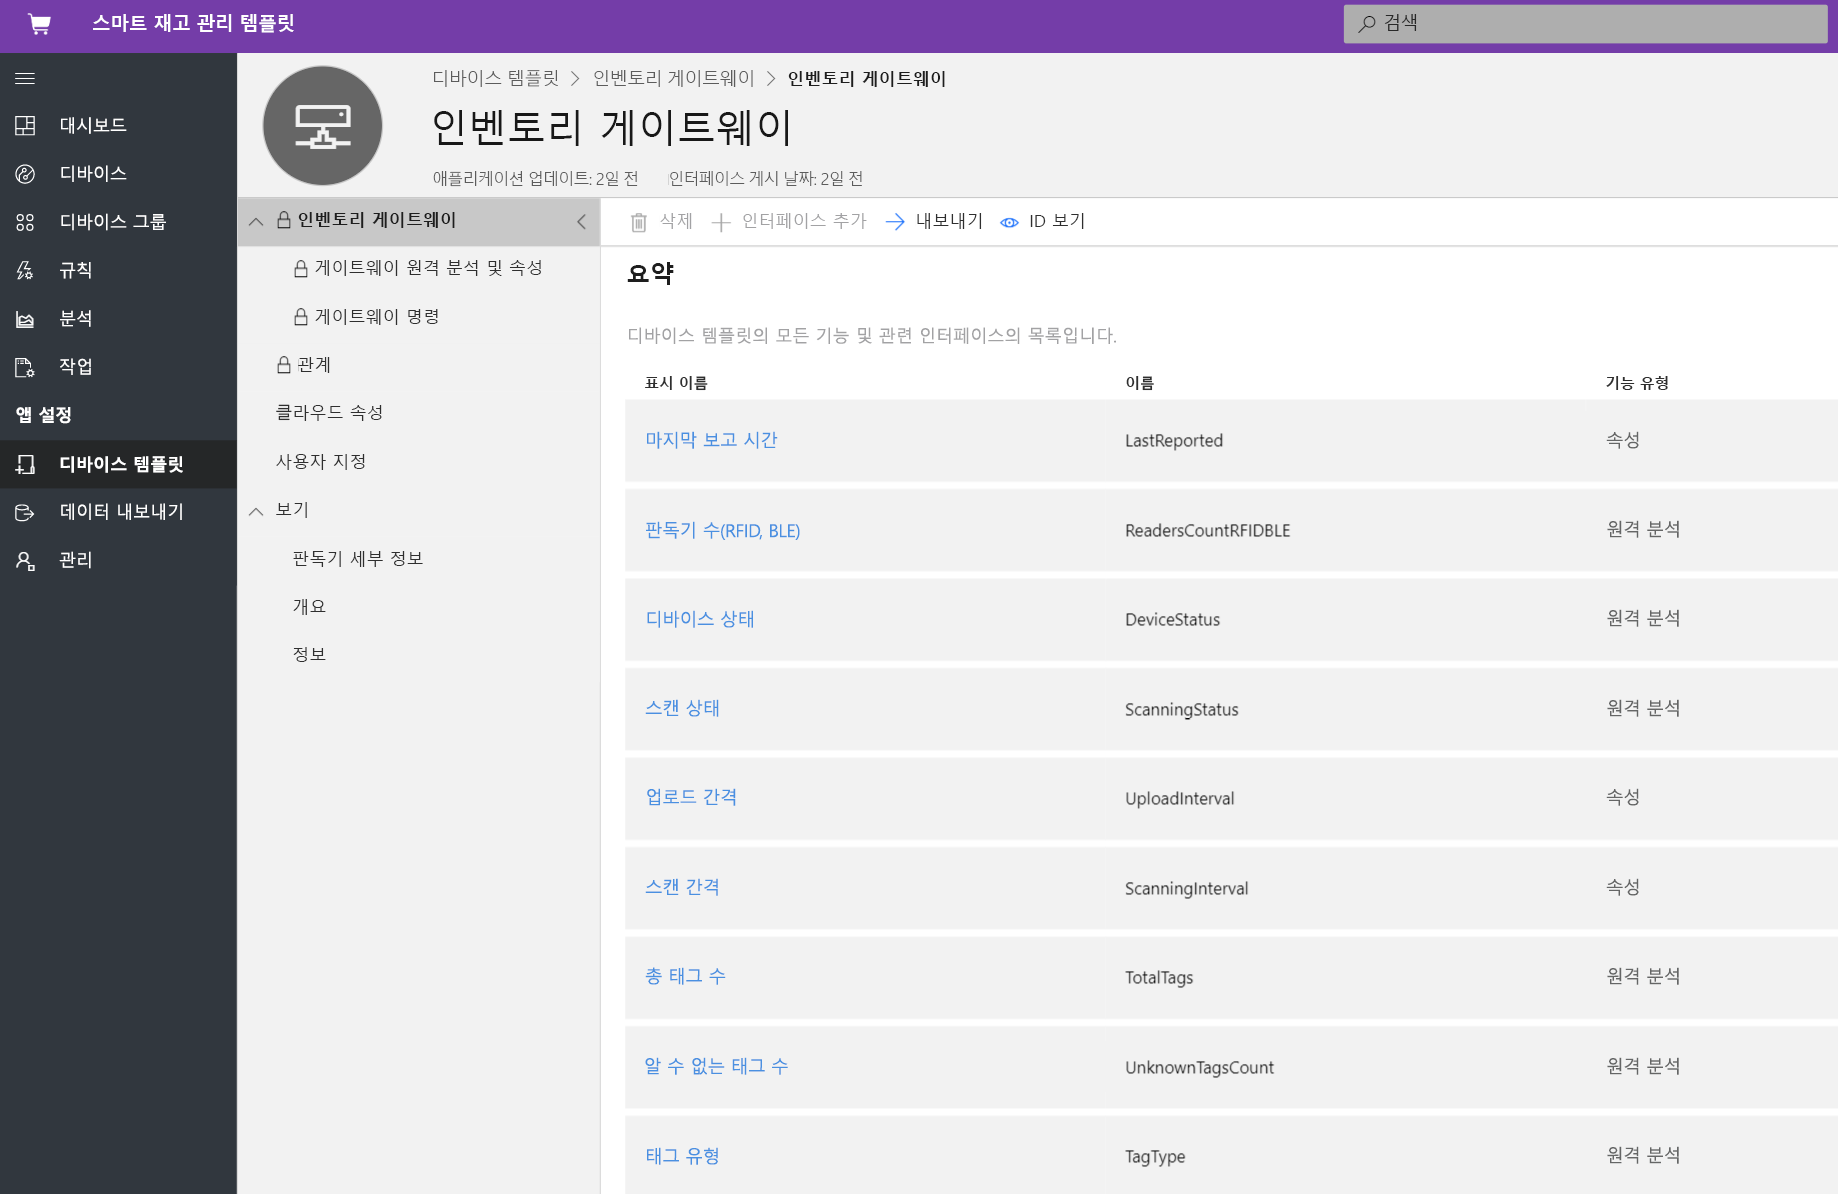 스마트 재고 관리 템플릿
검색
대시보드
디바이스
디바이스 그룹
규칙
분석
작업
앱 설정
디바이스 템플릿
데이터 내보내기
관리
디바이스 템플릿 > 인벤토리 게이트웨이 > 인벤토리 게이트웨이
인벤토리 게이트웨이
애플리케이션 업데이트: 2일 전 인터페이스 게시 날짜: 2일 전
인벤토리 게이트웨이
게이트웨이 원격 분석 및 속성
게이트웨이 명령
관계
클라우드 속성
사용자 지정
보기
판독기 세부 정보
개요
정보
삭제 인터페이스 추가 내보내기 ID 보기
요약
디바이스 템플릿의 모든 기능 및 관련 인터페이스의 목록입니다.
표시 이름 이름 기능 유형
마지막 보고 시간 LastReported 속성
판독기 수(RFID, BLE) ReadersCountRFIDBLE 원격 분석
디바이스 상태 DeviceStatus 원격 분석
스캔 상태 ScanningStatus 원격 분석
업로드 간격 UploadInterval 속성
스캔 간격 ScanningInterval 속성
총 태그 수 TotalTags 원격 분석
알 수 없는 태그 수 UnknownTagsCount 원격 분석
태그 유형 TagType 원격 분석